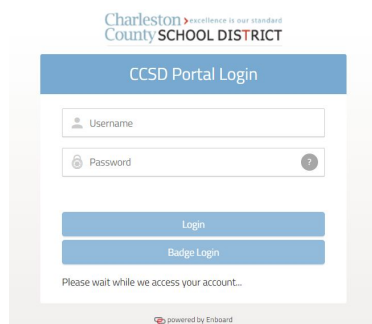 Charleston > excellence is our standard
County SCHOOL DISTRICT
CCSD Portal Login
Username
Password ?
Login
Badge Login
Please wait while we access your account...
powered by Enboard